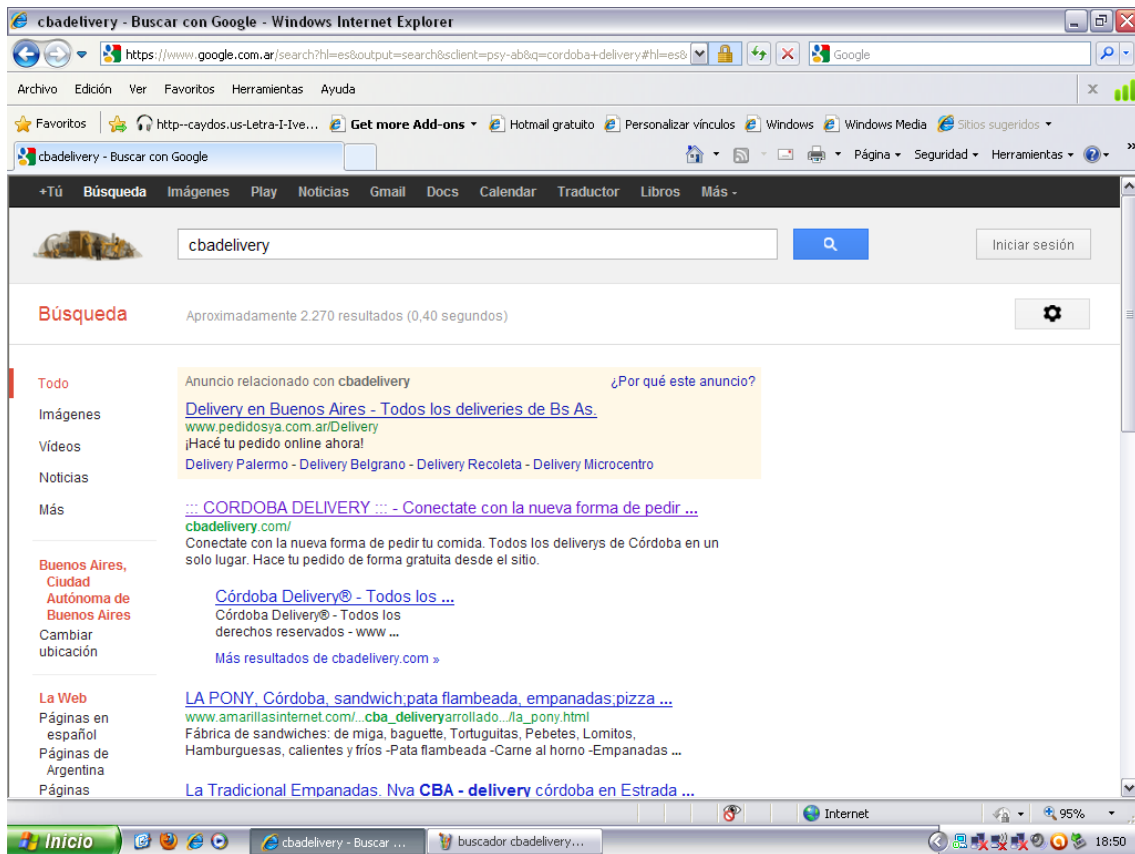 cbadelivery - Buscar con Google - Windows Internet Explorer
https://www.google.com.ar/search?hl=es&output=search&sclient=psy-ab&q=cordoba+delivery#hl=es& Google
Archivo Edición Ver Favoritos Herramientas Ayuda
Favoritos http--caydos.us-Letra-I-Ive... Get more Add-ons Hotmail gratuito Personalizar vínculos Windows Windows Media Sitios sugeridos
cbadelivery - Buscar con Google Página Seguridad Herramientas »
+Tú Búsqueda Imágenes Play Noticias Gmail Docs Calendar Traductor Libros Más
cbadelivery Iniciar sesión
Búsqueda Aproximadamente 2.270 resultados (0,40 segundos)
Todo
Imágenes
Vídeos
Noticias
Más
Buenos Aires,
Ciudad
Autónoma de
Buenos Aires
Cambiar
ubicación
La Web
Páginas en
español
Páginas de
Argentina
Páginas
Anuncio relacionado con cbadelivery ¿Por qué este anuncio?
Delivery en Buenos Aires - Todos los deliveries de Bs As.
www.pedidosya.com.ar/Delivery
¡Hacé tu pedido online ahora!
Delivery Palermo - Delivery Belgrano - Delivery Recoleta - Delivery Microcentro
::: CORDOBA DELIVERY ::: - Conectate con la nueva forma de pedir ...
cbadelivery.com/
Conectate con la nueva forma de pedir tu comida. Todos los deliverys de Córdoba en un
solo lugar. Hace tu pedido de forma gratuita desde el sitio.
Córdoba Delivery® - Todos los ...
Córdoba Delivery® - Todos los
derechos reservados - www ...
Más resultados de cbadelivery.com »
LA PONY, Córdoba, sandwich;pata flambeada, empanadas;pizza ...
www.amarillasinternet.com/...cba_deliveryarrollado.../la_pony.html
Fábrica de sandwiches: de miga, baguette, Tortuguitas, Pebetes, Lomitos,
Hamburguesas, calientes y fríos -Pata flambeada -Carne al horno -Empanadas ...
La Tradicional Empanadas. Nva CBA - delivery córdoba en Estrada ...
Internet 95%
Inicio cbadelivery - Buscar ... buscador cbadelivery... 18:50